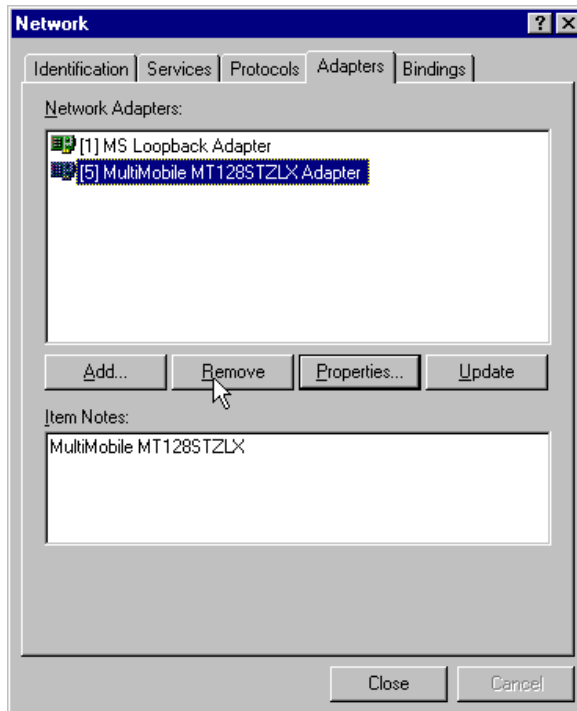 Network
Identification Services Protocols Adapters Bindings
Network Adapters:
[1] MS Loopback Adapter
[5] MultiMobile MT128STZLX Adapter
Add... Remove Properties... Update
Item Notes:
MultiMobile MT128STZLX
Close Cancel